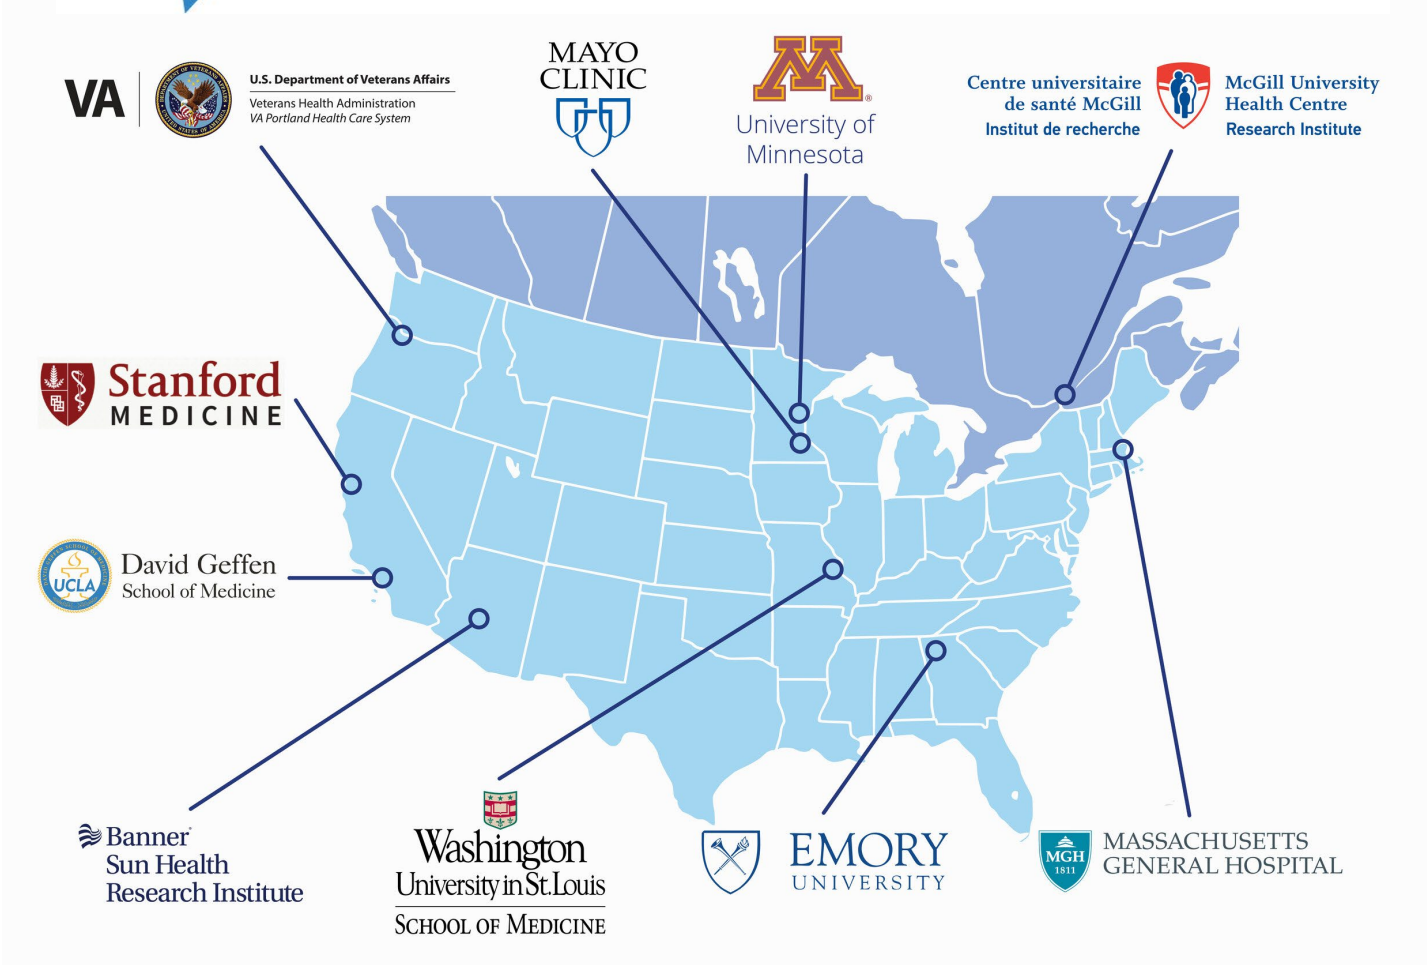 VA
U.S. Department of Veterans Affairs
Veterans Health Administration
VA Portland Health Care System
MAYO
CLINIC
M
University of
Minnesota
Centre universitaire
de santé McGill
Institut de recherche
McGill University
Health Centre
Research Institute
Stanford
MEDICINE
UCLA
David Geffen
School of Medicine
Banner
Sun Health
Research Institute
Washington
University in St. Louis
SCHOOL OF MEDICINE
EMORY
UNIVERSITY
MGH
1811
MASSACHUSETTS
GENERAL HOSPITAL